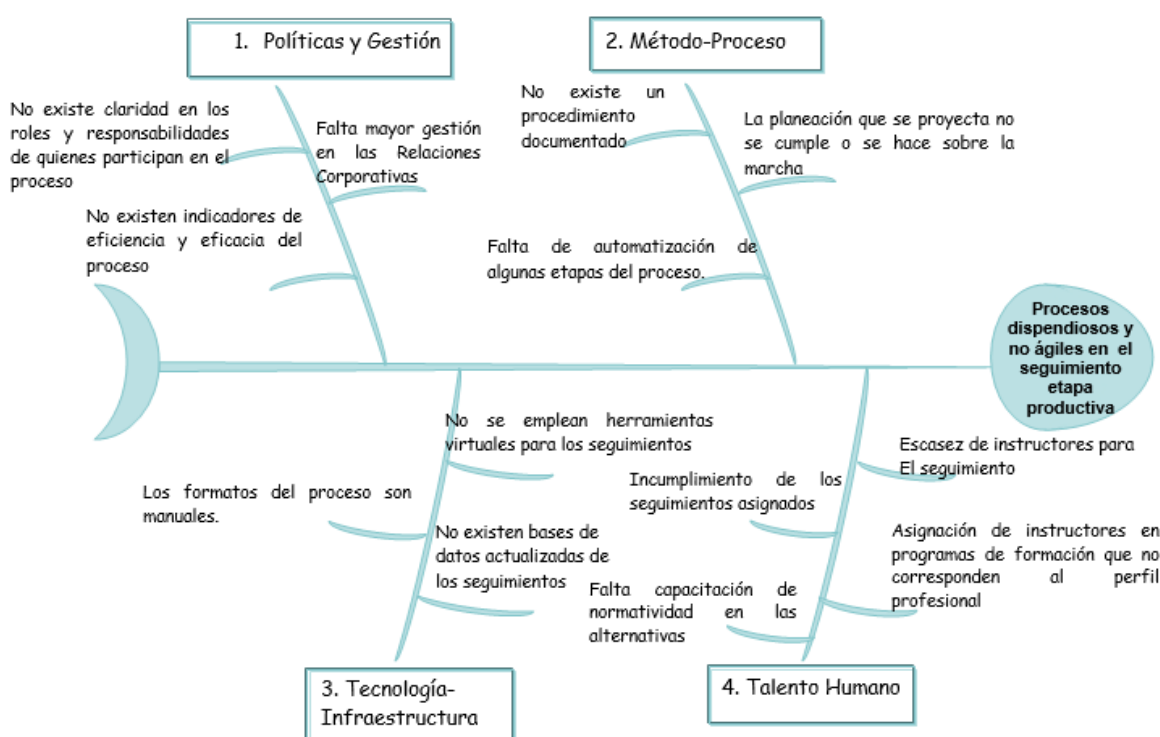 1. Políticas y Gestión
No existe claridad en los
roles y responsabilidades
de quienes participan en el
proceso
Falta mayor gestión
en las Relaciones
Corporativas
No existen indicadores de
eficiencia y eficacia del
proceso
2. Método-Proceso
No existe un
procedimiento
documentado
La planeación que se proyecta no
se cumple o se hace sobre la
marcha
Falta de automatización de
algunas etapas del proceso.
Procesos
dispendiosos y
no ágiles en el
seguimiento
etapa
productiva
No se emplean herramientas
virtuales para los seguimientos
Los formatos del proceso son
manuales.
No existen bases de
datos actualizadas de
los seguimientos
3. Tecnología-
Infraestructura
Escasez de instructores para
El seguimiento
Incumplimiento de los
seguimientos asignados
Asignación de instructores en
programas de formación que no
corresponden al perfil
profesional
Falta capacitación de
normatividad en las
alternativas
4. Talento Humano